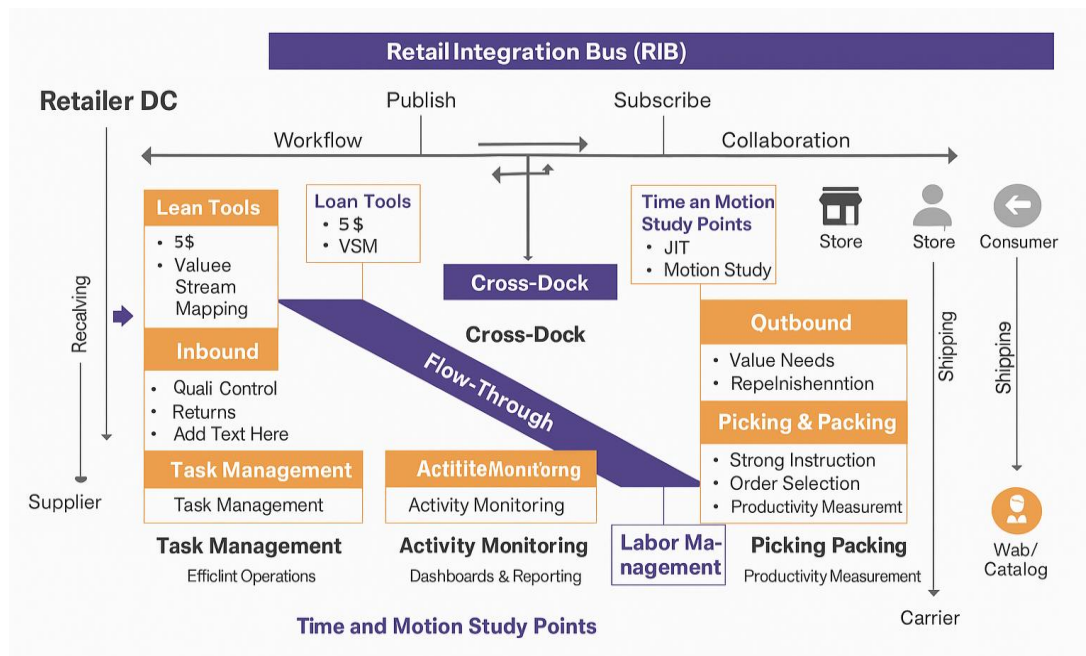 Retail Integration Bus (RIB)
Retailer DC
Publish
Subscribe
Workflow
Collaboration
Lean Tools
• 5$
• Valuee
Stream
Mapping
Loan Tools
• 5 $
• VSM
Time an Motion
Study Points
• JIT
• Motion Study
Store
Store
Consumer
Cross-Dock
Cross-Dock
Recalving
Inbound
• Quali Control
• Returns
• Add Text Here
Flow-Through
Outbound
• Value Needs
• Repelnishenntion
Shipping
Shipping
Picking & Packing
• Strong Instruction
• Order Selection
• Productivity Measuremt
Task Management
Task Management
ActititeMonitorng
Activity Monitoring
Supplier
Task Management
Efficlint Operations
Activity Monitoring
Dashboards & Reporting
Labor Ma-
nagement
Picking Packing
Productivity Measurement
Wab/
Catalog
Carrier
Time and Motion Study Points